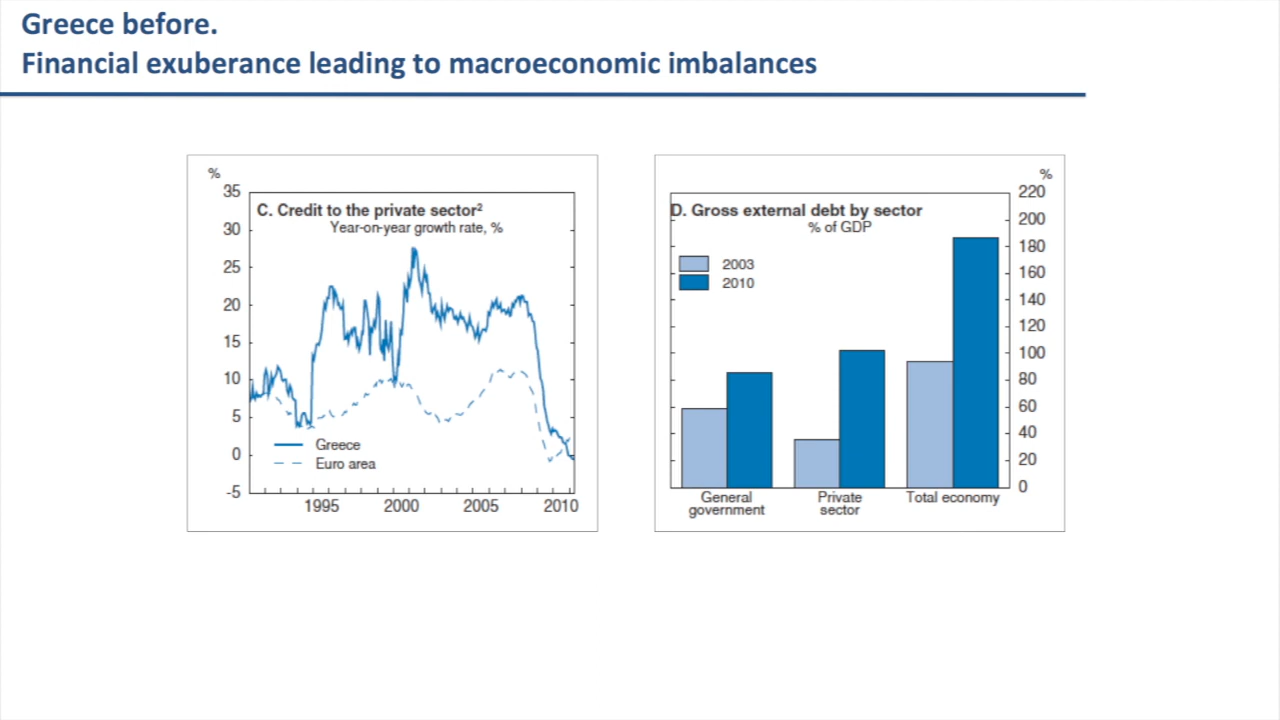 Greece before.
Financial exuberance leading to macroeconomic imbalances
%
35
C. Credit to the private sector²
Year-on-year growth rate, %
30
25
20
15
10
5
0
-5
Greece
Euro area
1995 2000 2005 2010
%
220
D. Gross external debt by sector
% of GDP
200
180
160
140
120
100
80
60
40
20
0
2003
2010
General government
Private sector
Total economy